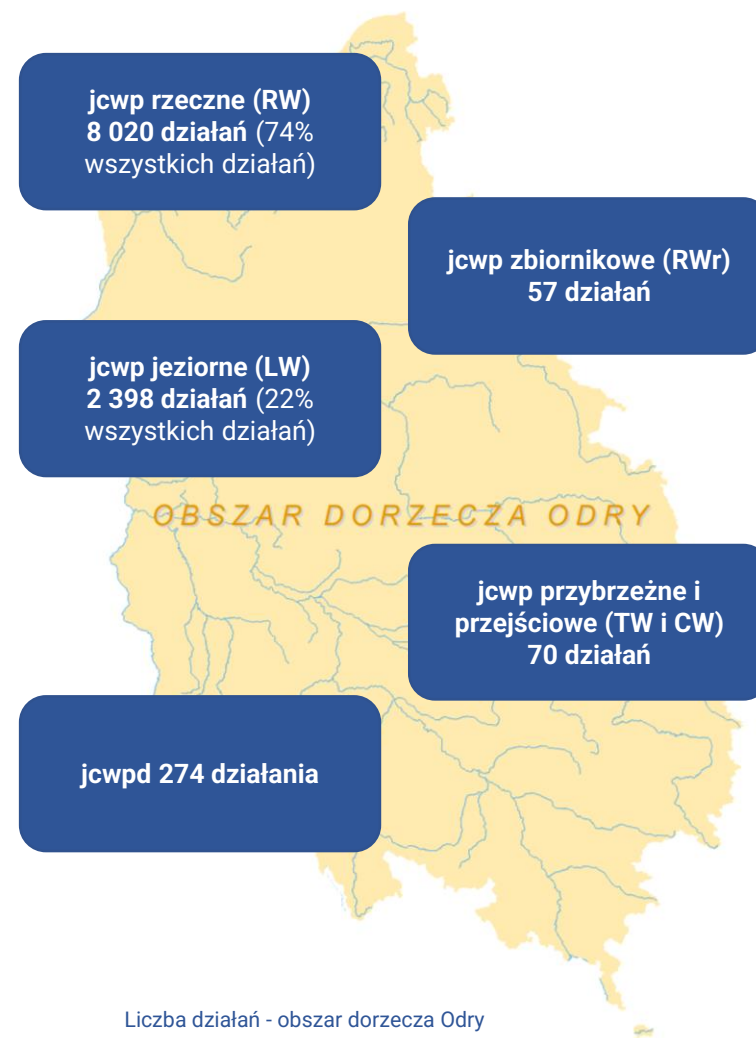 jcwp rzeczne (RW)
8 020 działań (74%
wszystkich działań)
jcwp zbiornikowe (RWr)
57 działań
jcwp jeziorne (LW)
2 398 działań (22%
wszystkich działań)
OBSZAR DORZECZA ODRY
jcwp przybrzeżne i
przejściowe (TW i CW)
70 działań
jcwpd 274 działania
Liczba działań - obszar dorzecza Odry